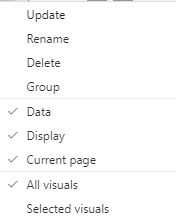 Update
Rename
Delete
Group
Data
Display
Current page
All visuals
Selected visuals